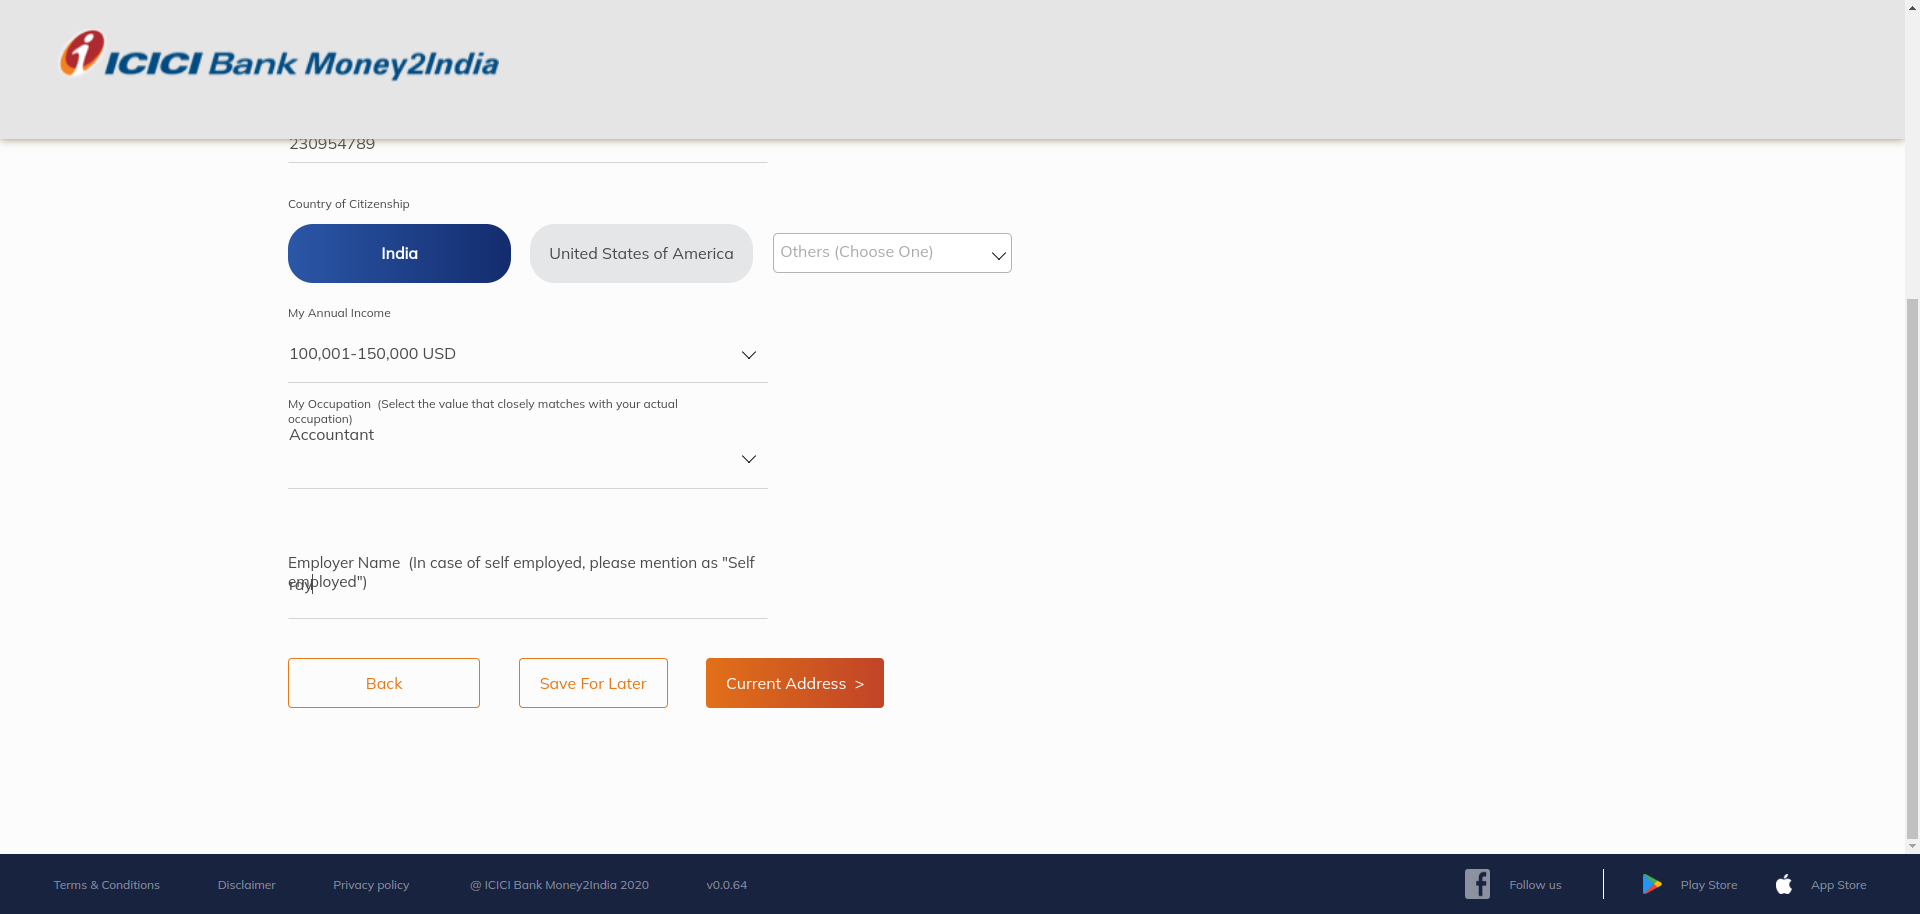 ICICI Bank Money2India
230954789
Country of Citizenship
India
United States of America
Others (Choose One)
My Annual Income
100,001-150,000 USD
My Occupation (Select the value that closely matches with your actual
occupation)
Accountant
Employer Name (In case of self employed, please mention as "Self
employed")
ray
Back
Save For Later
Current Address >
Terms & Conditions
Disclaimer
Privacy policy
@ ICICI Bank Money2India 2020
v0.0.64
Follow us
Play Store
App Store